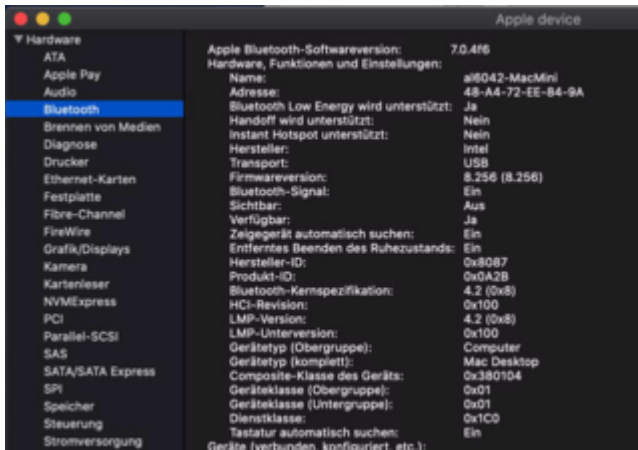 Apple device
Hardware
ATA
Apple Pay
Audio
Bluetooth
Brennen von Medien
Diagnose
Drucker
Ethernet-Karten
Festplatte
Fibre-Channel
FireWire
Grafik/Displays
Kamera
Kartenleser
NVMExpress
PCI
Parallel-SCSI
SAS
SATA/SATA Express
SPI
Speicher
Steuerung
Stromversorgung
Apple Bluetooth-Softwareversion: 7.0.4f6
Hardware, Funktionen und Einstellungen:
Name: al6042-MacMini
Adresse: 48-A4-72-EE-84-9A
Bluetooth Low Energy wird unterstützt: Ja
Handoff wird unterstützt: Nein
Instant Hotspot unterstützt: Nein
Hersteller: Intel
Transport: USB
Firmwareversion: 8.256 (8.256)
Bluetooth-Signal: Ein
Sichtbar: Aus
Verfügbar: Ja
Zeigegerät automatisch suchen: Ein
Entferntes Beenden des Ruhezustands: Ein
Hersteller-ID: 0x8087
Produkt-ID: 0x0A2B
Bluetooth-Kernspezifikation: 4.2 (0x8)
HCI-Revision: 0x100
LMP-Version: 4.2 (0x8)
LMP-Unterversion: 0x100
Gerätetyp (Obergruppe): Computer
Gerätetyp (komplett): Mac Desktop
Composite-Klasse des Geräts: 0x380104
Geräteklasse (Obergruppe): 0x01
Geräteklasse (Untergruppe): 0x01
Dienstklasse: 0x1C0
Tastatur automatisch suchen: Ein
Geräte (verbunden, konfiguriert, etc.):